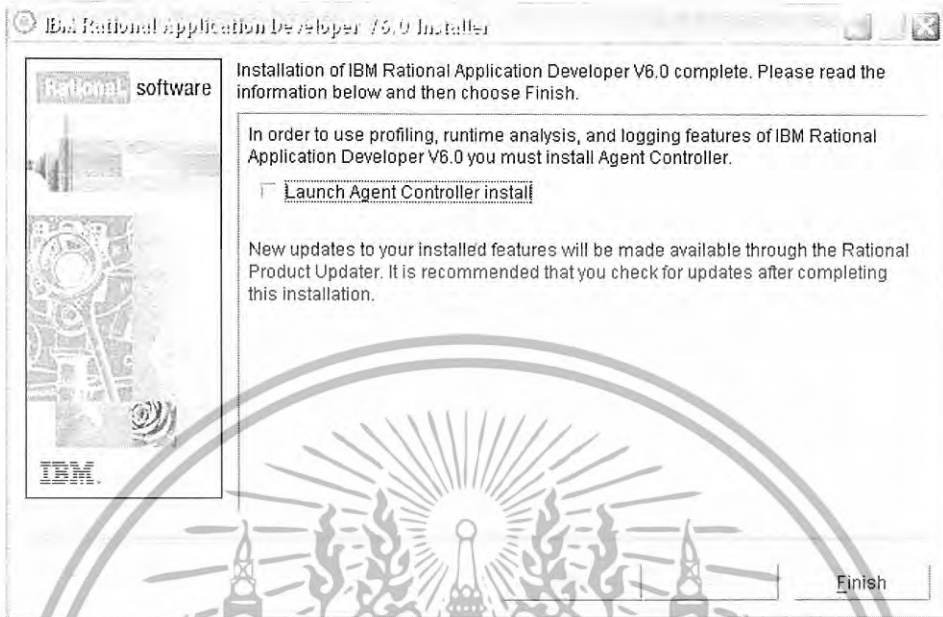 IBM Rational Application Developer V6.0 Installer
Rational software
Installation of IBM Rational Application Developer V6.0 complete. Please read the
information below and then choose Finish.
In order to use profiling, runtime analysis, and logging features of IBM Rational
Application Developer V6.0 you must install Agent Controller.
Launch Agent Controller install
New updates to your installed features will be made available through the Rational
Product Updater. It is recommended that you check for updates after completing
this installation.
IBM.
Finish